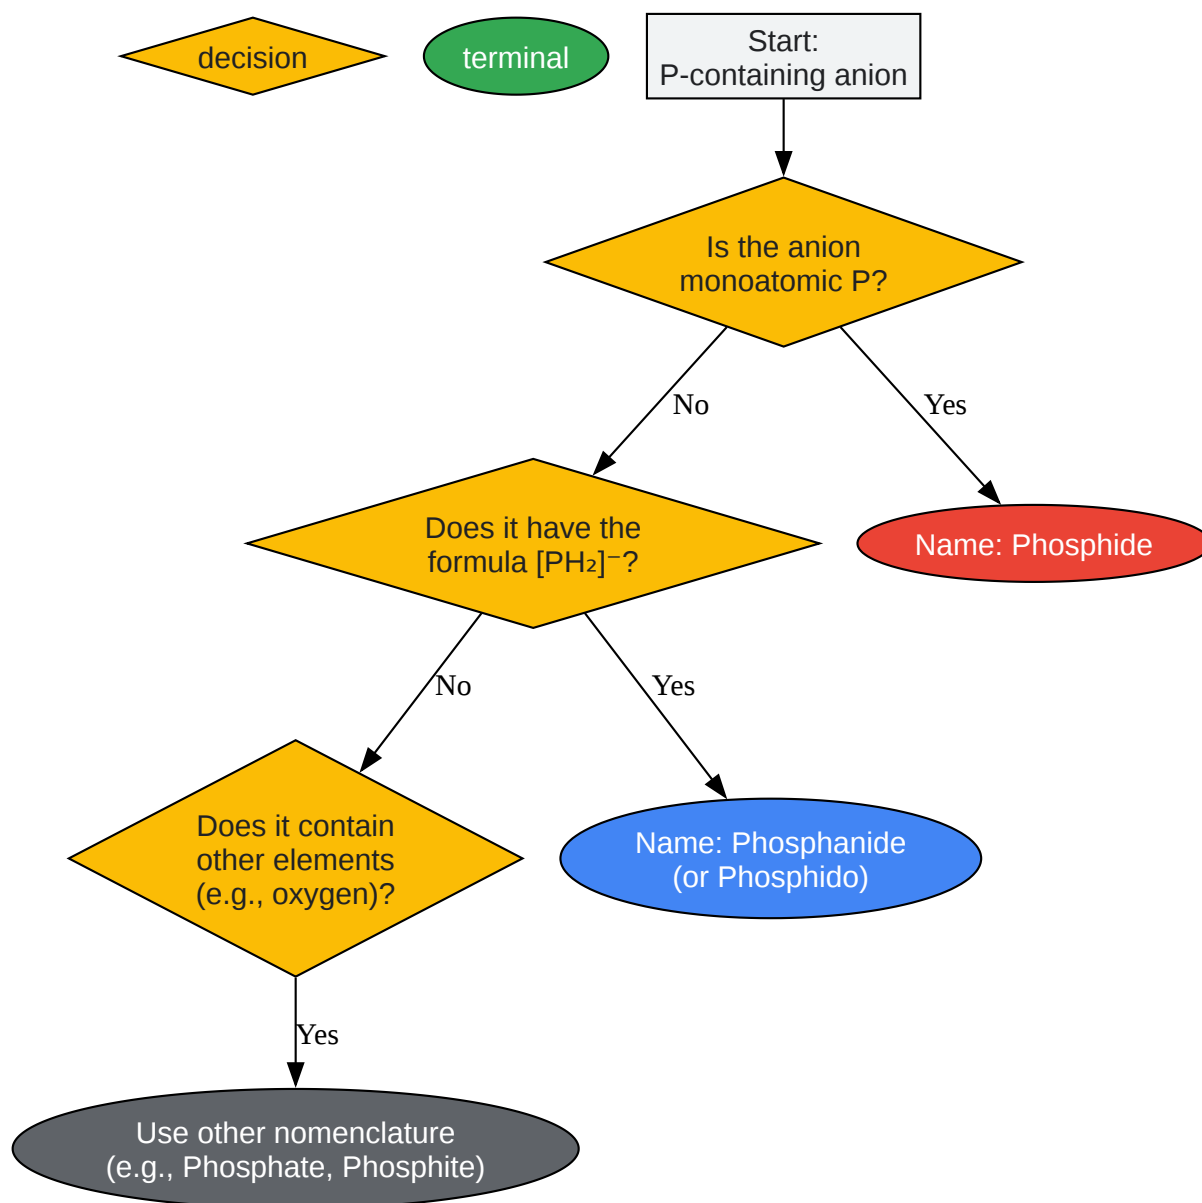 decision
terminal
Start:
P-containing anion
Is the anion
monoatomic P?
No
Yes
Does it have the
formula [PH₂]⁻?
Name: Phosphide
No
Yes
Does it contain
other elements
(e.g., oxygen)?
Name: Phosphanide
(or Phosphido)
Yes
Use other nomenclature
(e.g., Phosphate, Phosphite)